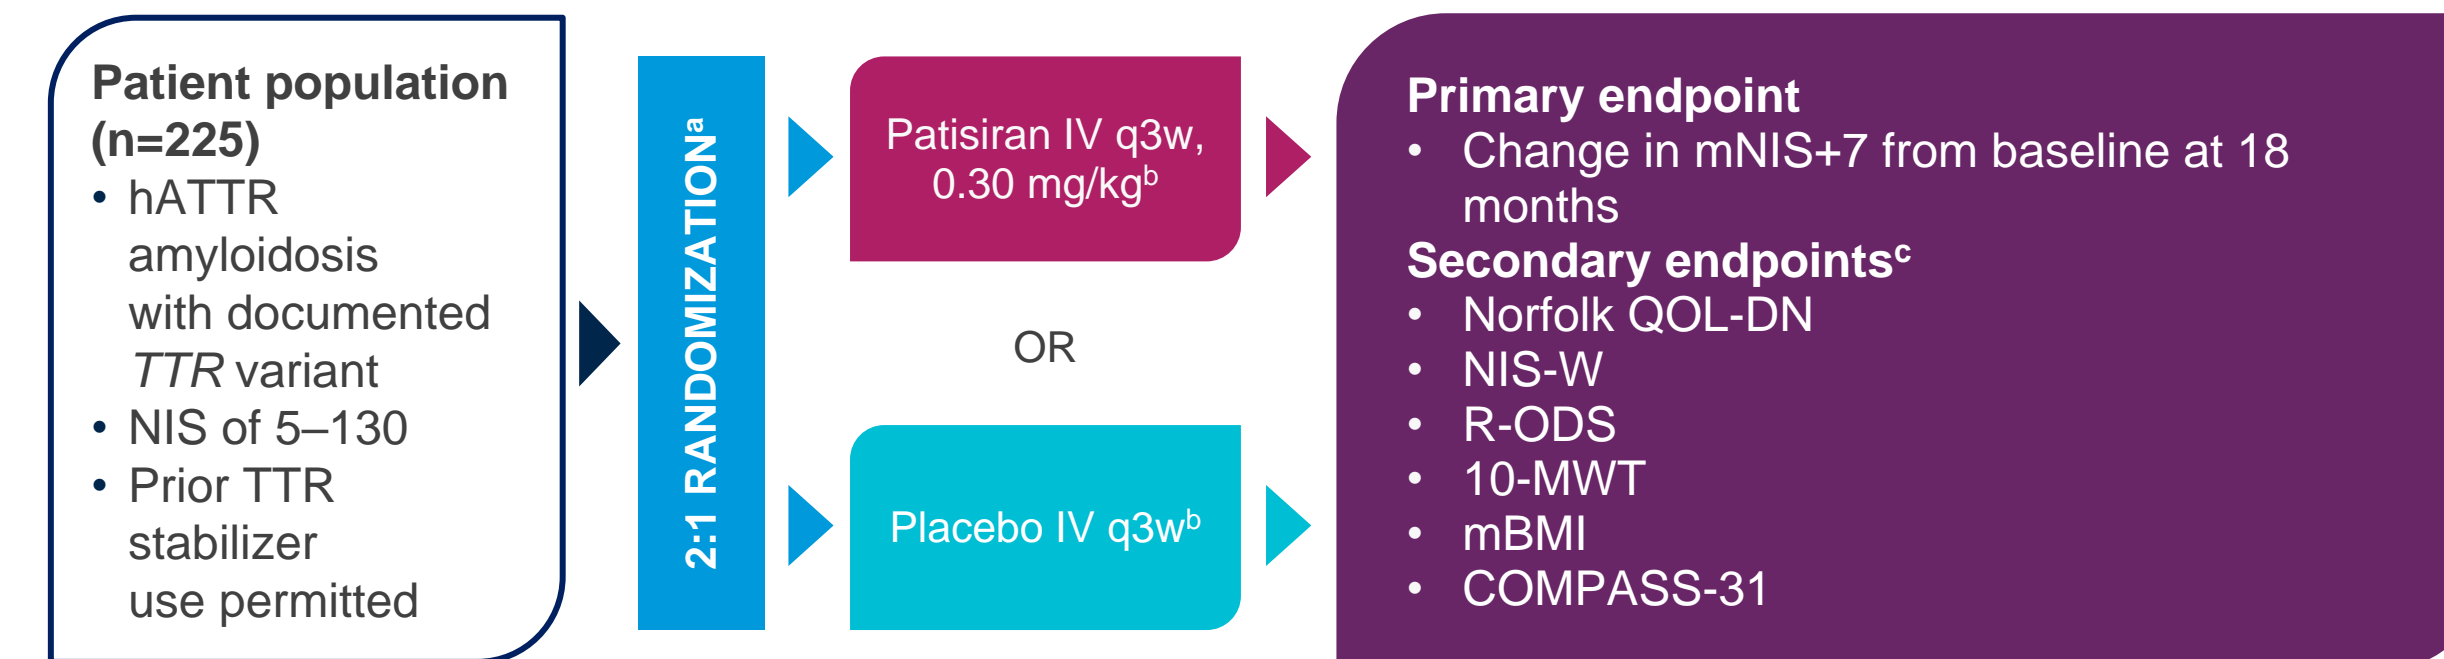 Patient population
(n=225)
• hATTR
amyloidosis
with documented
TTR variant
• NIS of 5–130
• Prior TTR
stabilizer
use permitted
2:1 RANDOMIZATIONᵃ
Patisiran IV q3w,
0.30 mg/kgᵇ
OR
Placebo IV q3wᵇ
Primary endpoint
• Change in mNIS+7 from baseline at 18
months
Secondary endpointsᶜ
• Norfolk QOL-DN
• NIS-W
• R-ODS
• 10-MWT
• mBMI
• COMPASS-31